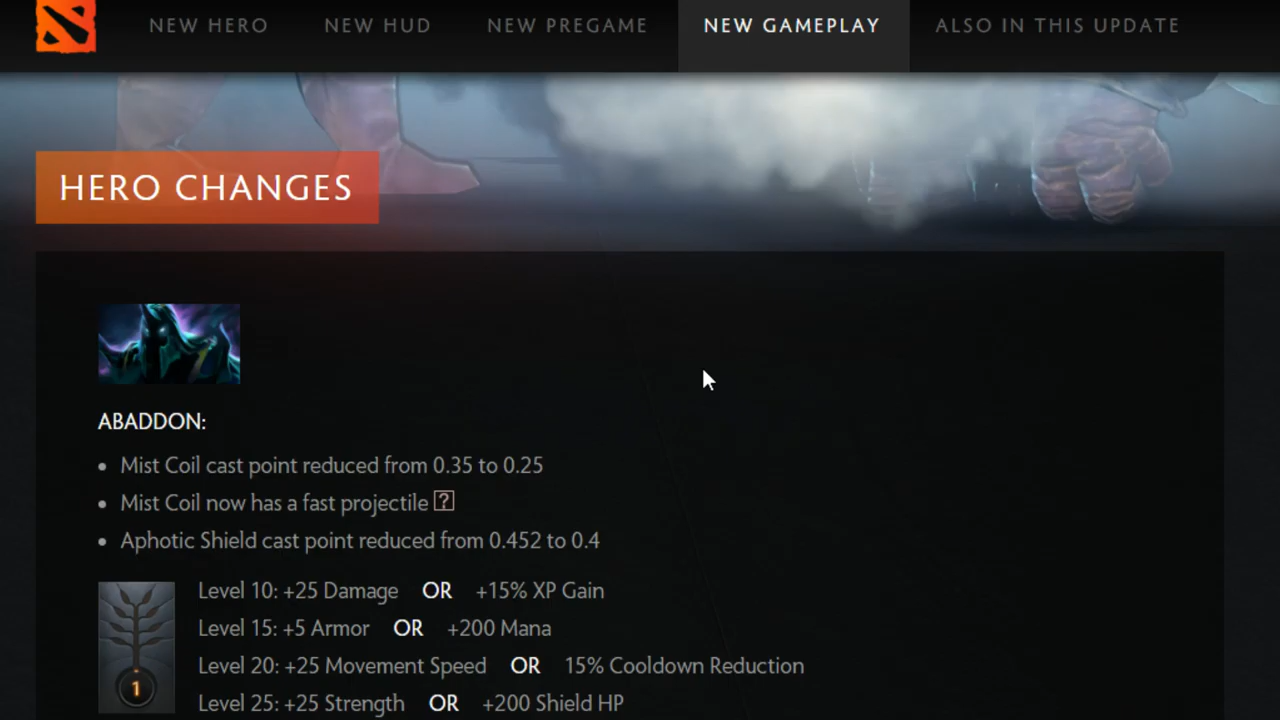 NEW HERO NEW HUD NEW PREGAME NEW GAMEPLAY ALSO IN THIS UPDATE
HERO CHANGES
ABADDON:
• Mist Coil cast point reduced from 0.35 to 0.25
• Mist Coil now has a fast projectile ?
• Aphotic Shield cast point reduced from 0.452 to 0.4
Level 10: +25 Damage OR +15% XP Gain
Level 15: +5 Armor OR +200 Mana
Level 20: +25 Movement Speed OR 15% Cooldown Reduction
1
Level 25: +25 Strength OR +200 Shield HP